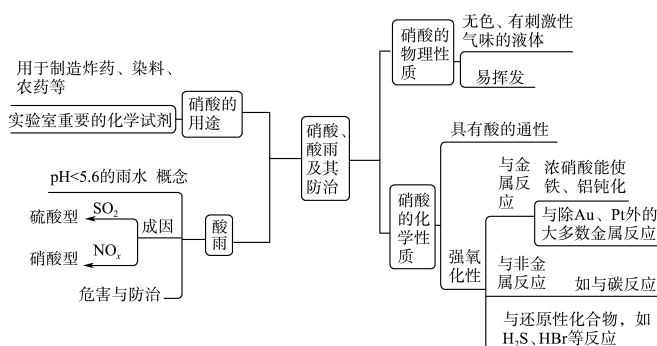 用于制造炸药、染料、
农药等
实验室重要的化学试剂
硝酸的
用途
pH<5.6的雨水 概念
硫酸型
SO₂
成因
硝酸型
NOₓ
危害与防治
酸
雨
硝酸、
酸雨
及其
防治
硝酸的
物理性
质
无色、有刺激性
气味的液体
易挥发
硝酸
的化
学性
质
具有酸的通性
强氧
化性
与金
属反
应
浓硝酸能使
铁、铝钝化
与除Au、Pt外的
大多数金属反应
与非金
属反应
如与碳反应
与还原性化合物，如
H₂S、HBr等反应